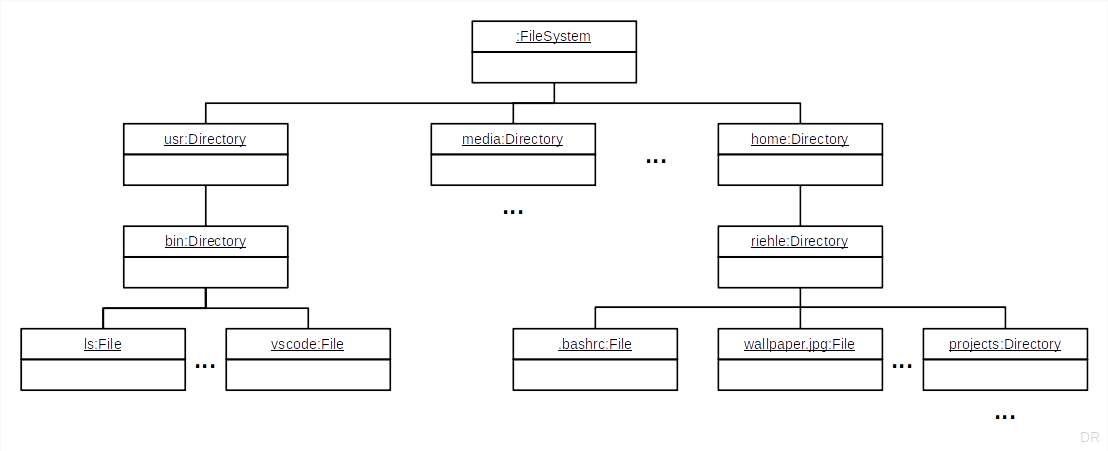 :FileSystem
usr:Directory
media:Directory
...
home:Directory
...
bin:Directory
riehle:Directory
ls:File
...
vscode:File
.bashrc:File
wallpaper.jpg:File
...
projects:Directory
...
DR